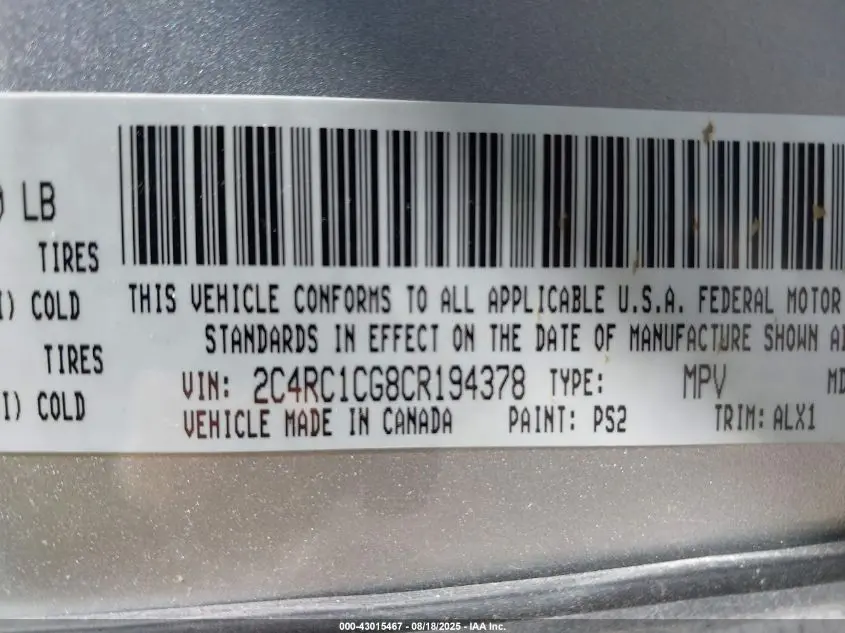 LB
TIRES
COLD
TIRES
COLD
THIS VEHICLE CONFORMS TO ALL APPLICABLE U.S.A. FEDERAL MOTOR
STANDARDS IN EFFECT ON THE DATE OF MANUFACTURE SHOWN
VIN: 2C4RC1CG8CR194378 TYPE: MPV
VEHICLE MADE IN CANADA PAINT: PS2 TRIM: ALX1
000-43015467 - 08/18/2025 - IAA Inc.